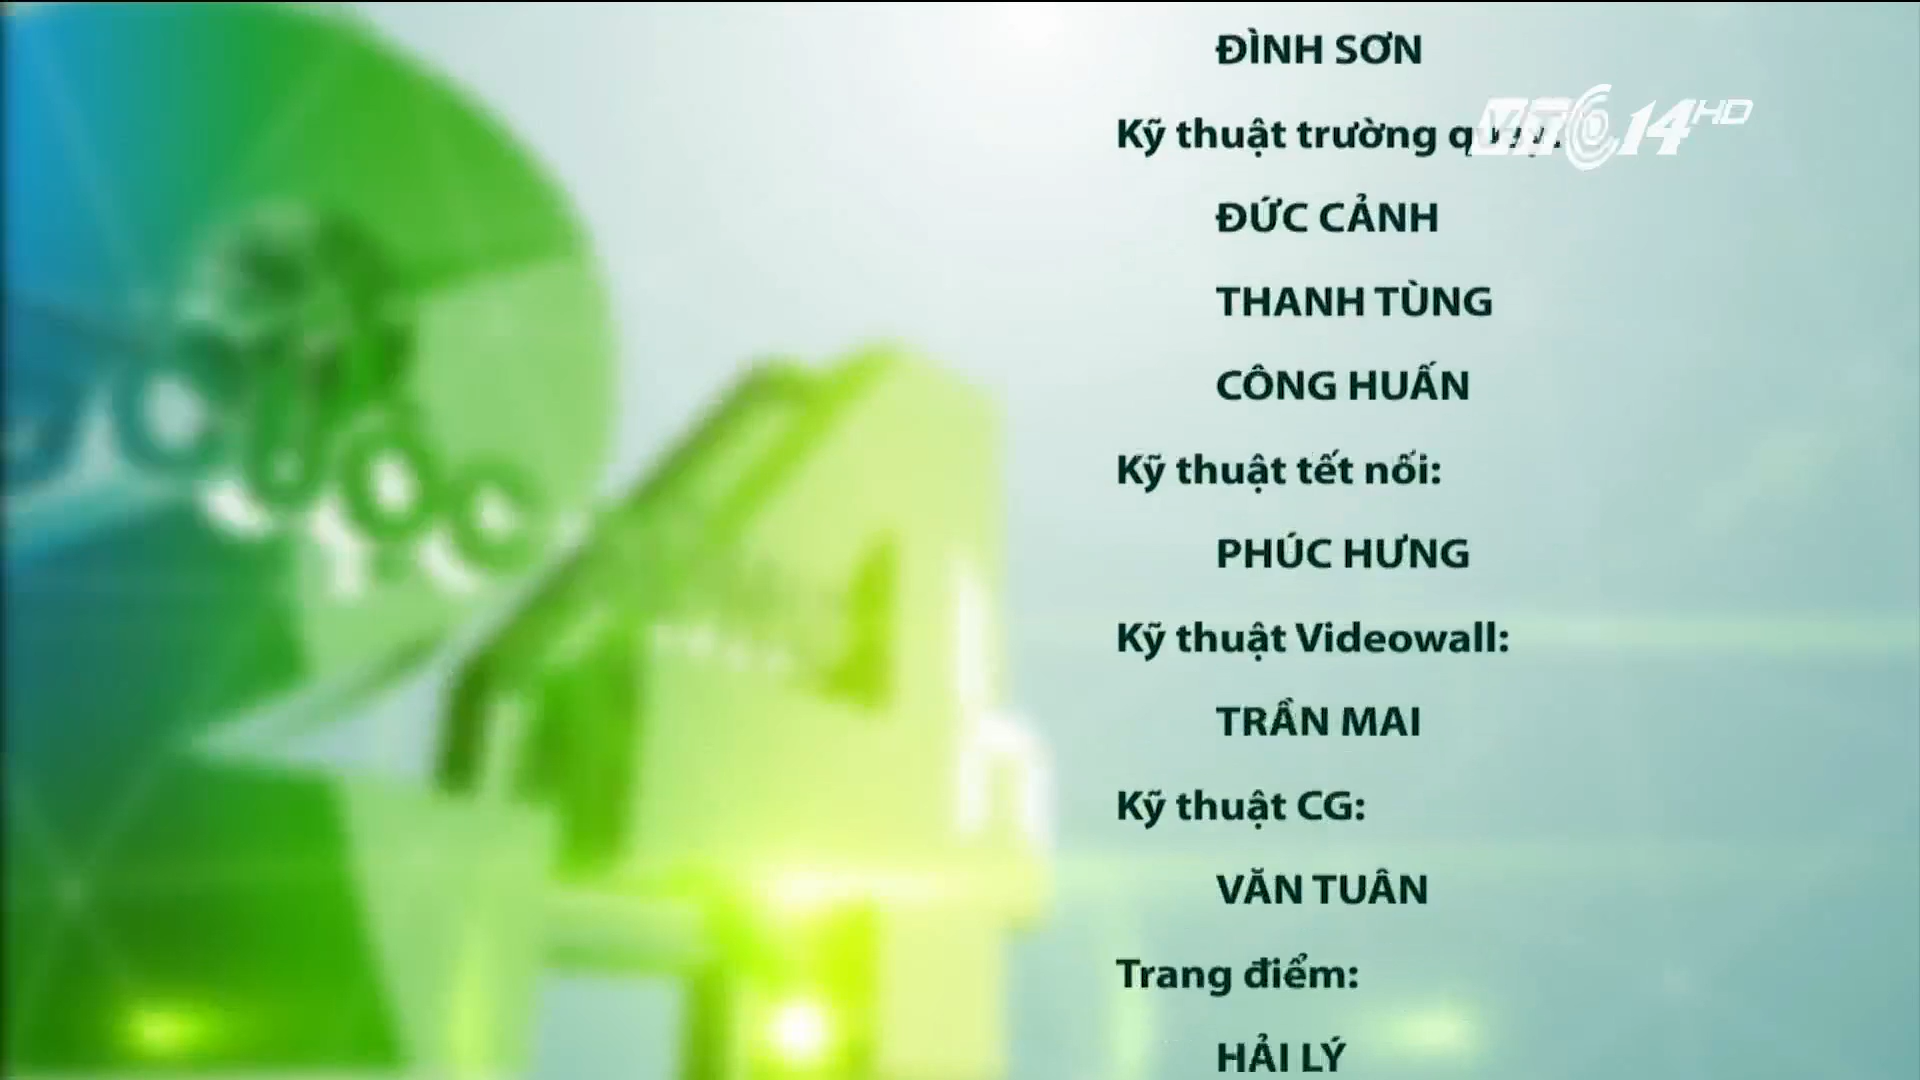 ĐÌNH SƠN
VTC14 HD
Kỹ thuật trường quay:
ĐỨC CẢNH
THANH TÙNG
CÔNG HUẤN
Kỹ thuật tết nối:
PHÚC HƯNG
Kỹ thuật Videowall:
TRẦN MAI
Kỹ thuật CG:
VĂN TUÂN
Trang điểm:
HẢI LÝ